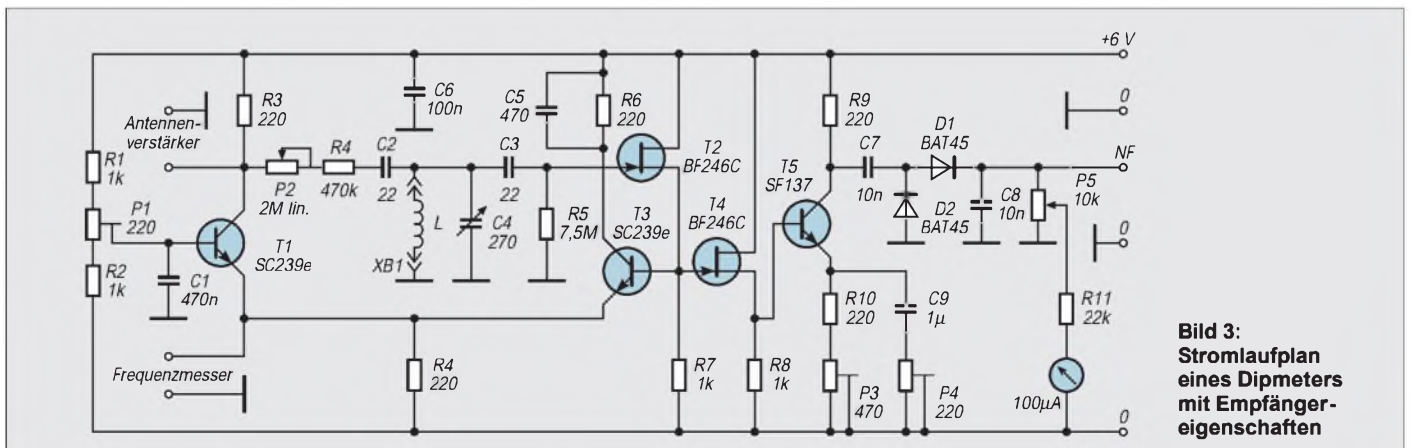 +6 V
R3
220
C6
100n
C5
470
R6
220
R9
220
D1
BAT45
0
Antennen-
verstärker
R1
1k
P2
2M lin.
R4
470k
C2
22
C3
22
T2
BF246C
T5
SF137
C7
10n
NF
P1
220
T1
SC239e
L
C4
270
R5
7,5M
T3
SC239e
T4
BF246C
D2
BAT45
C8
10n
P5
10k
0
R2
1k
C1
470n
XB1
R10
220
C9
1µ
R11
22k
Frequenzmesser
R4
220
R7
1k
R8
1k
P3
470
P4
220
100µA
0
Bild 3:
Stromlaufplan
eines Dipmeters
mit Empfänger-
eigenschaften